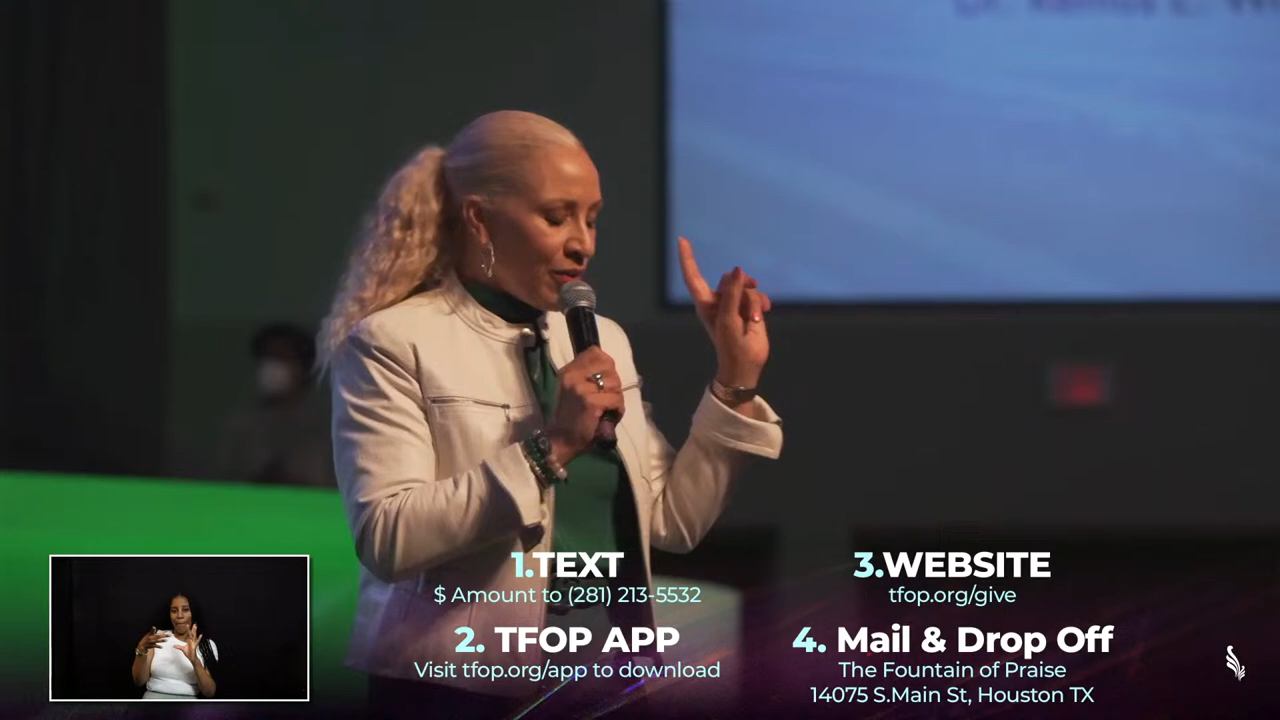 1.TEXT
$ Amount to (281) 213-5532
2. TFOP APP
Visit tfop.org/app to download
3.WEBSITE
tfop.org/give
4. Mail & Drop Off
The Fountain of Praise
14075 S.Main St, Houston TX